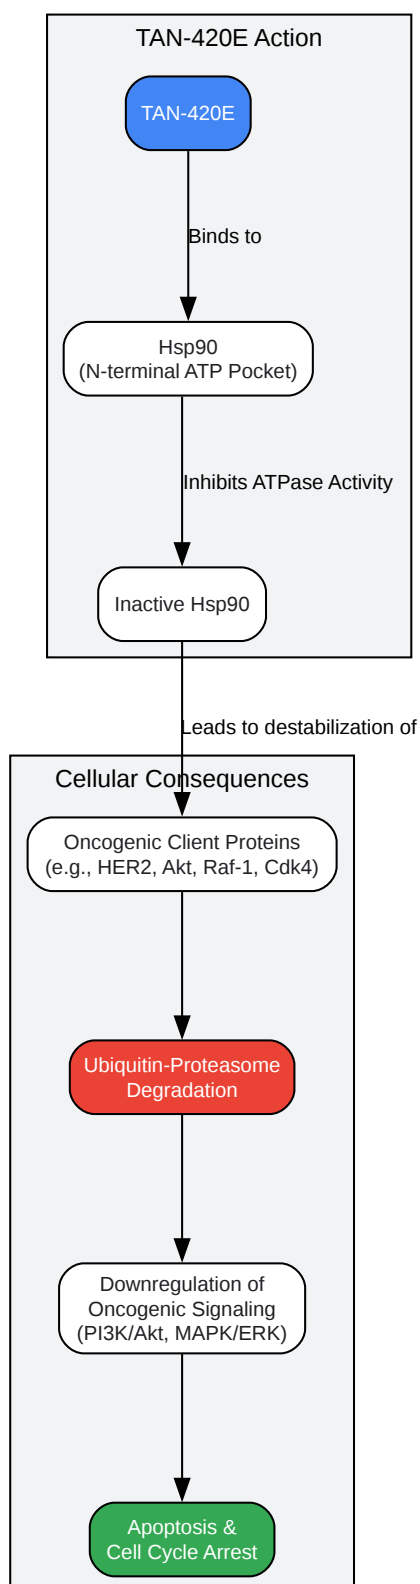 TAN-420E Action
TAN-420E
Binds to
Hsp90
(N-terminal ATP Pocket)
Inhibits ATPase Activity
Inactive Hsp90
Leads to destabilization of
Cellular Consequences
Oncogenic Client Proteins
(e.g., HER2, Akt, Raf-1, Cdk4)
Ubiquitin-Proteasome
Degradation
Downregulation of
Oncogenic Signaling
(PI3K/Akt, MAPK/ERK)
Apoptosis &
Cell Cycle Arrest